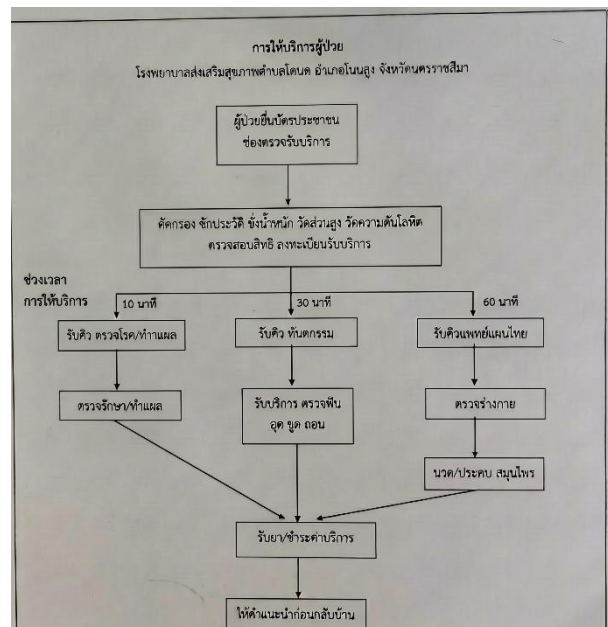 การให้บริการผู้ป่วย
โรงพยาบาลส่งเสริมสุขภาพตำบลโตนด อำเภอโนนสูง จังหวัดนครราชสีมา
ผู้ป่วยยื่นบัตรประชาชน
ช่องตรวจรับบริการ
คัดกรอง ซักประวัติ ชั่งน้ำหนัก วัดส่วนสูง วัดความดันโลหิต
ตรวจสอบสิทธิ ลงทะเบียนรับบริการ
ช่วงเวลา
การให้บริการ
10 นาที
30 นาที
60 นาที
รับคิว ตรวจโรค/ทำาแผล
รับคิว ทันตกรรม
รับคิวแพทย์แผนไทย
ตรวจรักษา/ทำแผล
รับบริการ ตรวจฟัน
อุด ขูด ถอน
ตรวจร่างกาย
นวด/ประคบ สมุนไพร
รับยา/ชำระค่าบริการ
ให้คำแนะนำก่อนกลับบ้าน